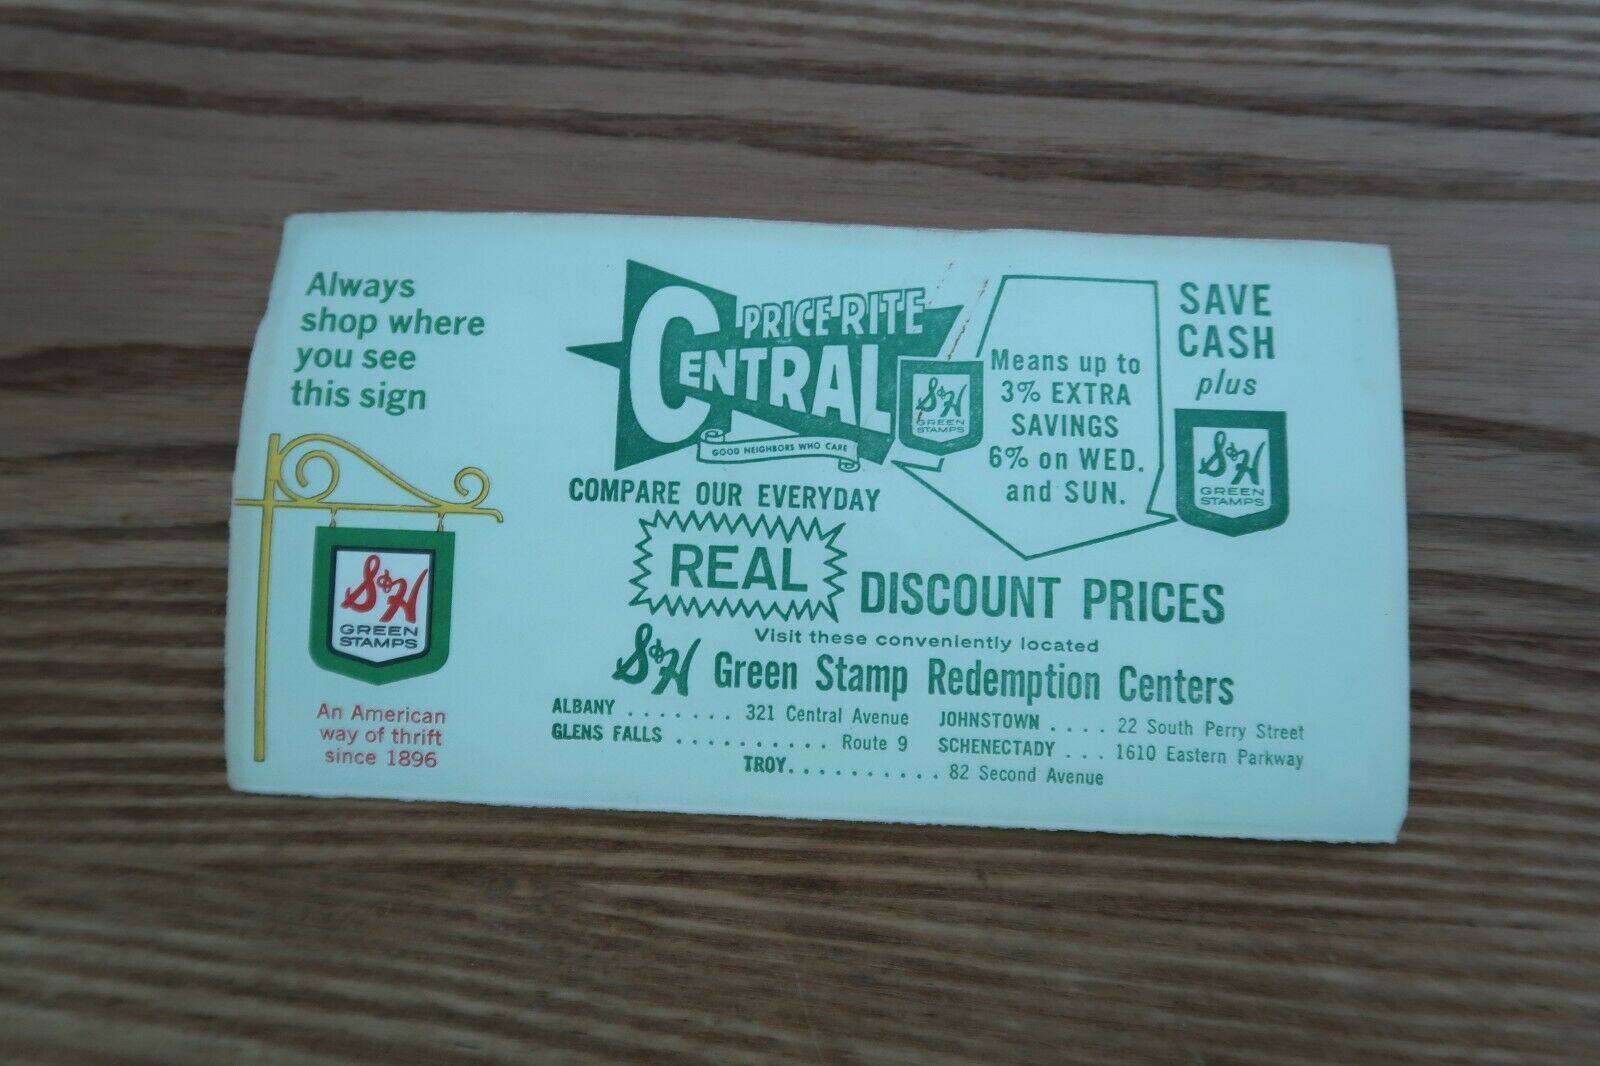 Always
shop where
you see
this sign
S&H
GREEN
STAMPS
An American
way of thrift
since 1896
PRICE-RITE
CENTRAL
GOOD NEIGHBORS WHO CARE
S&H
GREEN
STAMPS
Means up to
3% EXTRA
SAVINGS
6% on WED.
and SUN.
SAVE
CASH
plus
S&H
GREEN
STAMPS
COMPARE OUR EVERYDAY
REAL
DISCOUNT PRICES
Visit these conveniently located
S&H Green Stamp Redemption Centers
ALBANY ....... 321 Central Avenue
GLENS FALLS .......... Route 9
JOHNSTOWN .... 22 South Perry Street
SCHENECTADY ... 1610 Eastern Parkway
TROY.......... 82 Second Avenue